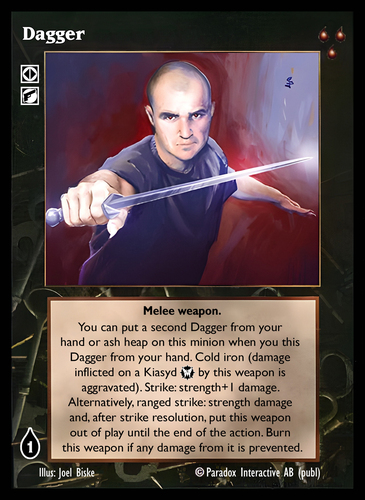 Dagger
Melee weapon.
You can put a second Dagger from your
hand or ash heap on this minion when you this
Dagger from your hand. Cold iron (damage
inflicted on a Kiasyd by this weapon is
aggravated). Strike: strength+1 damage.
Alternatively, ranged strike: strength damage
and, after strike resolution, put this weapon
out of play until the end of the action. Burn
this weapon if any damage from it is prevented.
1
Illus: Joel Biske
© Paradox Interactive AB (publ)